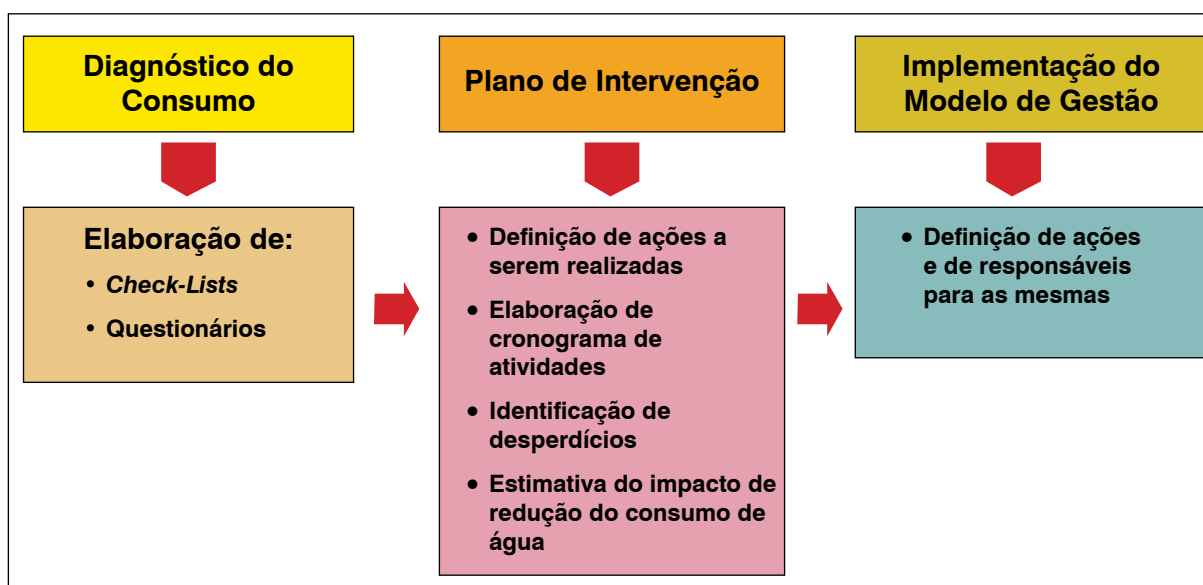 Diagnóstico do
Consumo
Plano de Intervenção
Implementação do
Modelo de Gestão
Elaboração de:
• Check-Lists
• Questionários
• Definição de ações a
serem realizadas
• Elaboração de
cronograma de
atividades
• Identificação de
desperdícios
• Estimativa do impacto de
redução do consumo de
água
• Definição de ações
e de responsáveis
para as mesmas